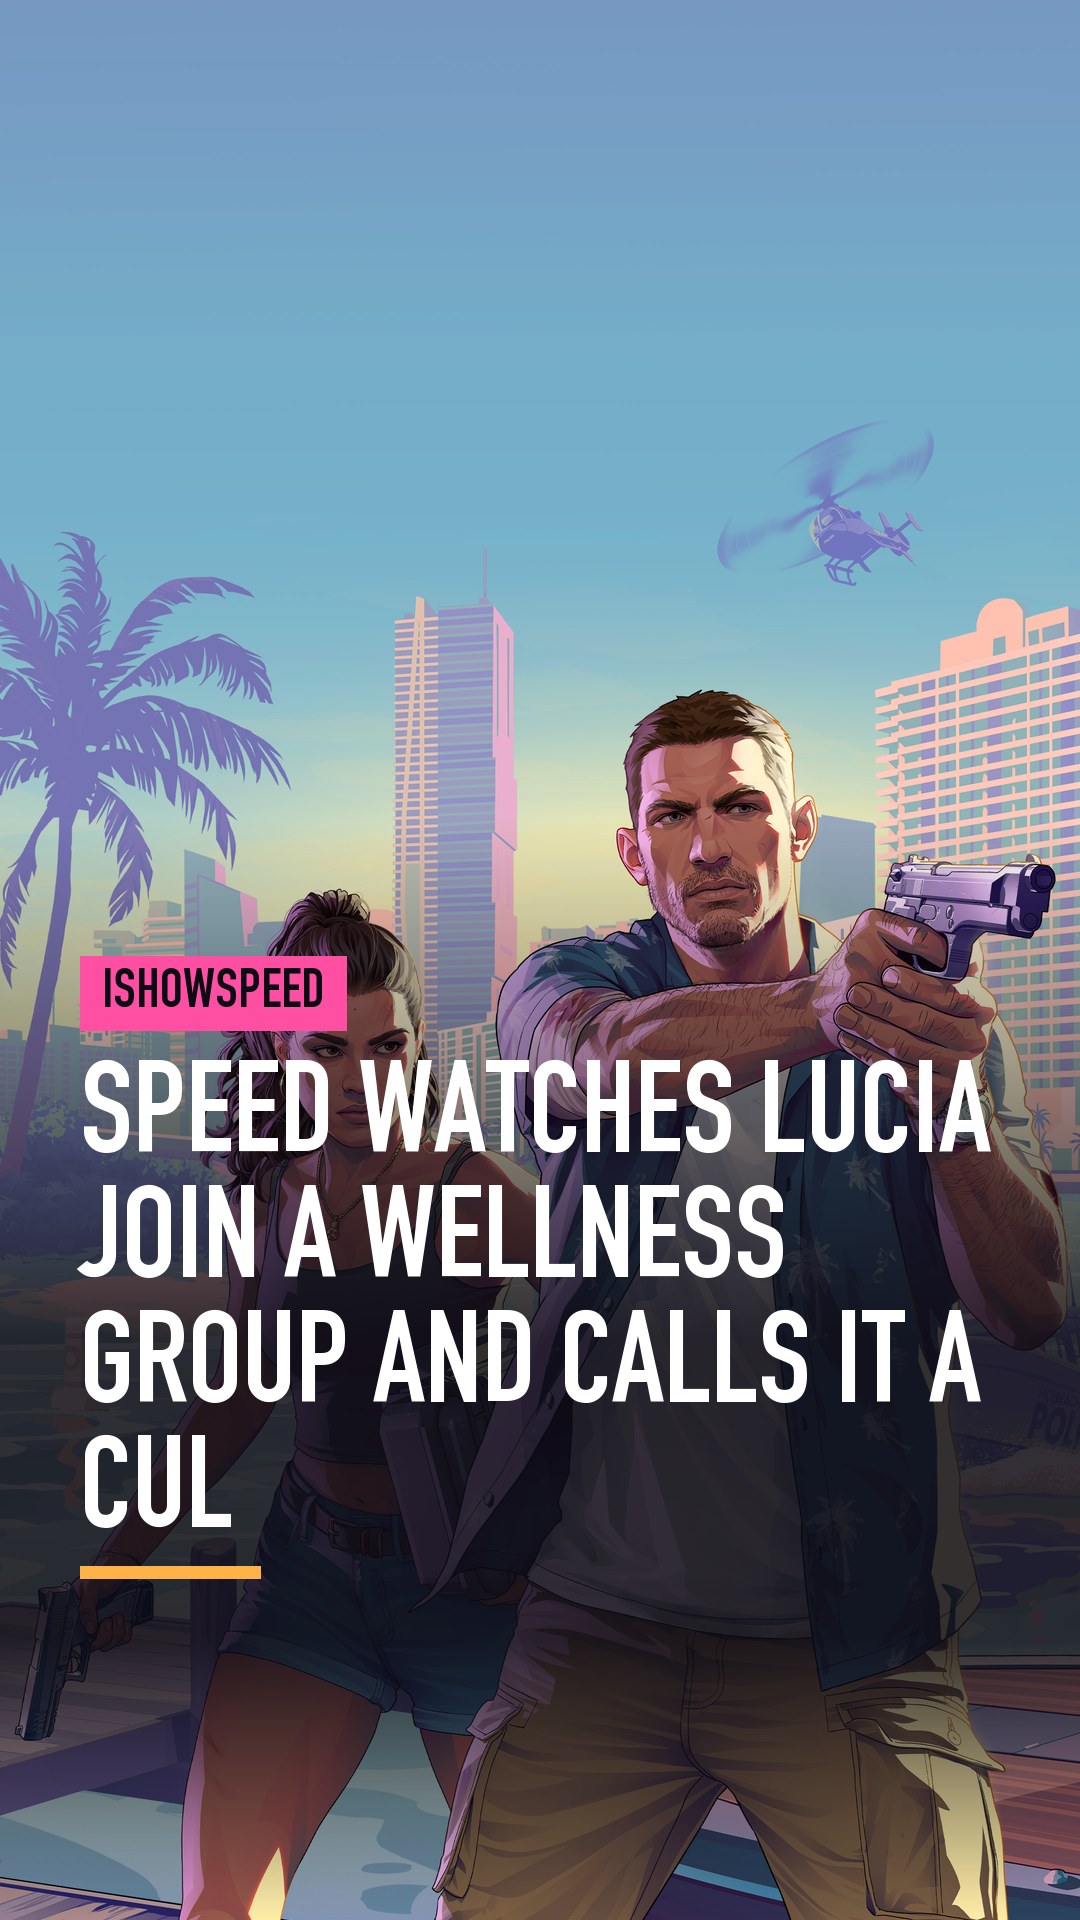 ISHOWSPEED
SPEED WATCHES LUCIA
JOIN A WELLNESS
GROUP AND CALLS IT A
CUL